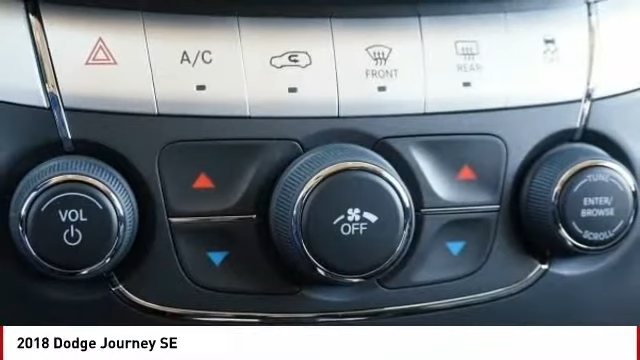 A/C
FRONT
REAR
VOL
OFF
TUNE
ENTER/
BROWSE
SCROLL
2018 Dodge Journey SE